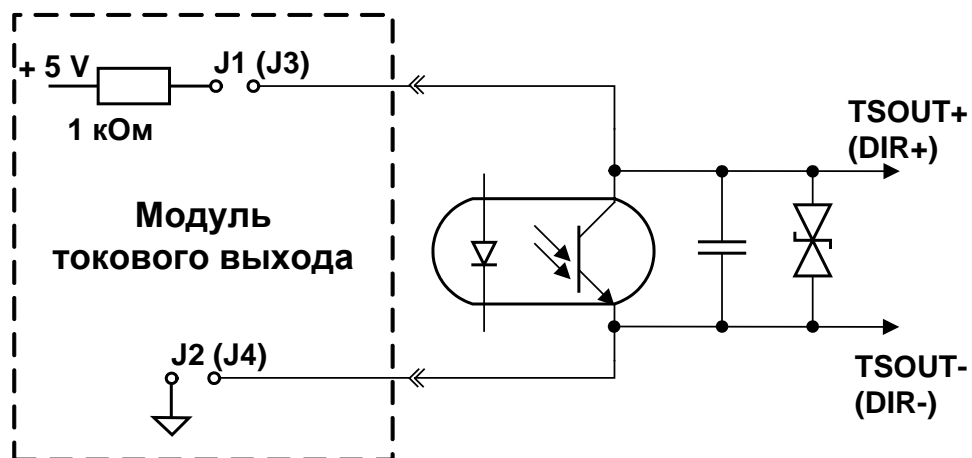 + 5 V
J1 (J3)
1 кОм
TSOUT+
(DIR+)
Модуль
токового выхода
J2 (J4)
TSOUT-
(DIR-)